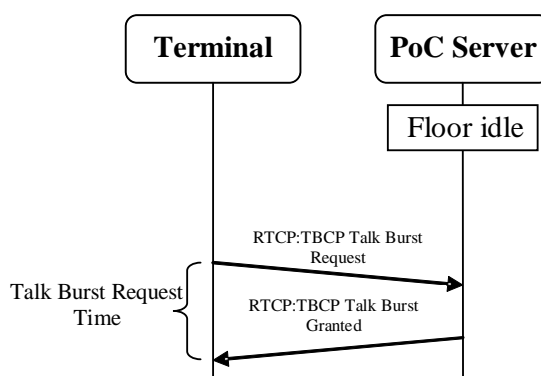 Terminal
PoC Server
Floor idle
RTCP:TBCP Talk Burst
Request
Talk Burst Request
Time
RTCP:TBCP Talk Burst
Granted